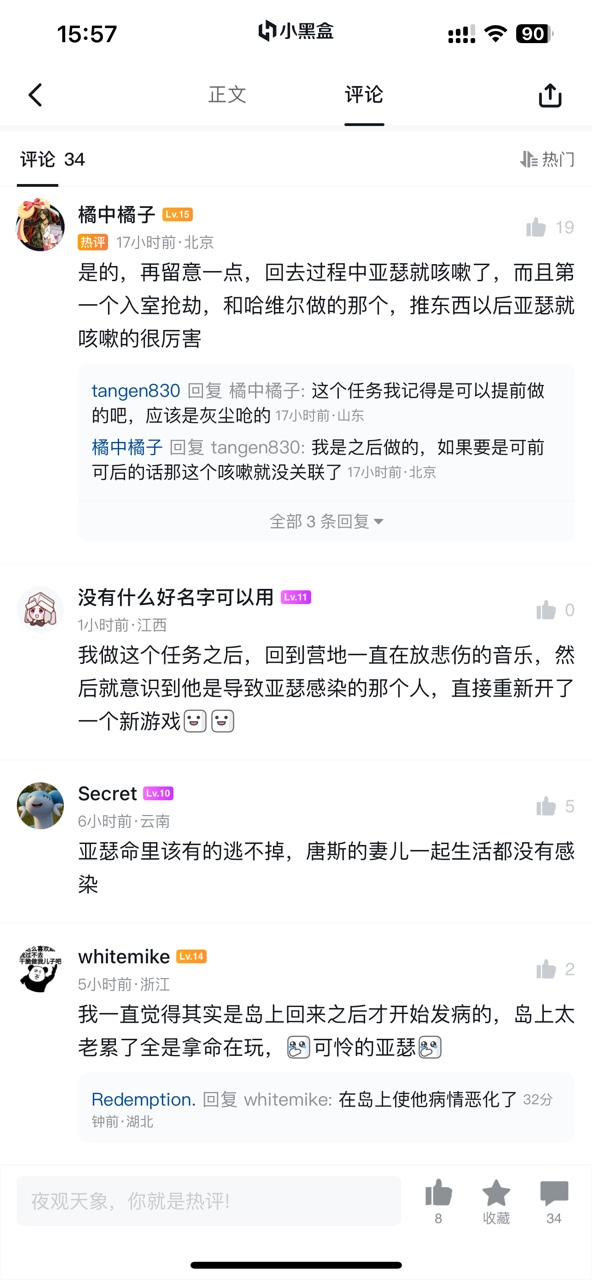 15:57
小黑盒
90
正文
评论
评论 34
热门
橘中橘子 Lv.15
19
热评 17小时前·北京
是的，再留意一点，回去过程中亚瑟就咳嗽了，而且第
一个入室抢劫，和哈维尔做的那个，推东西以后亚瑟就
咳嗽的很厉害
tangen830 回复 橘中橘子: 这个任务我记得是可以提前做
的吧，应该是灰尘呛的 17小时前·山东
橘中橘子 回复 tangen830: 我是之后做的，如果要是可前
可后的话那这个咳嗽就没关联了 17小时前·北京
全部 3 条回复
没有什么好名字可以用 Lv.11
0
1小时前·江西
我做这个任务之后，回到营地一直在放悲伤的音乐，然
后就意识到他是导致亚瑟感染的那个人，直接重新开了
一个新游戏
Secret Lv.10
5
6小时前·云南
亚瑟命里该有的逃不掉，唐斯的妻儿一起生活都没有感
染
whitemike Lv.14
2
5小时前·浙江
我一直觉得其实是岛上回来之后才开始发病的，岛上太
老累了全是拿命在玩，可怜的亚瑟
Redemption. 回复 whitemike: 在岛上使他病情恶化了 32分
钟前·湖北
夜观天象，你就是热评!
8
收藏
34